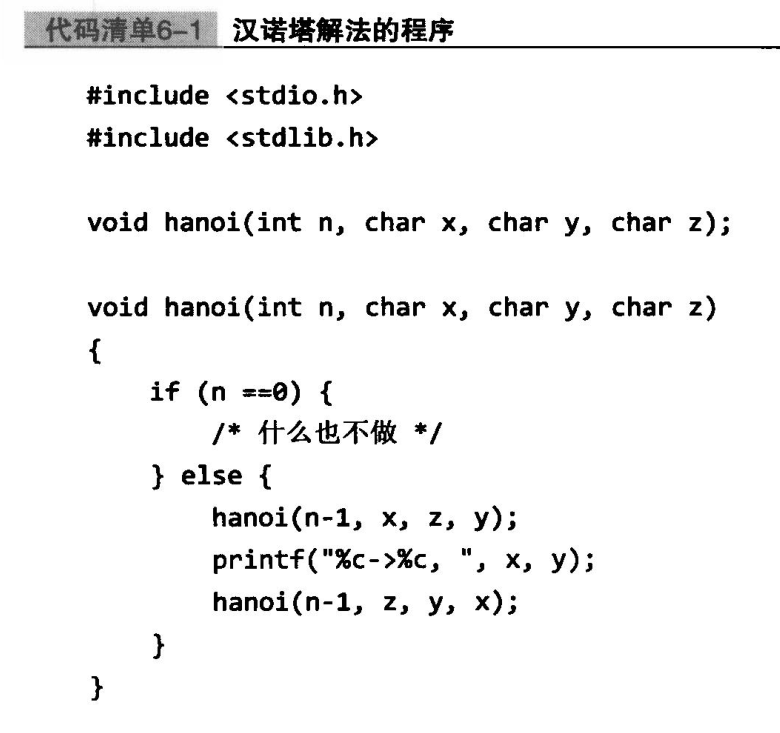 代码清单6-1 汉诺塔解法的程序
#include <stdio.h>
#include <stdlib.h>
void hanoi(int n, char x, char y, char z);
void hanoi(int n, char x, char y, char z)
{
    if (n ==0) {
        /* 什么也不做 */
    } else {
        hanoi(n-1, x, z, y);
        printf("%c->%c, ", x, y);
        hanoi(n-1, z, y, x);
    }
}